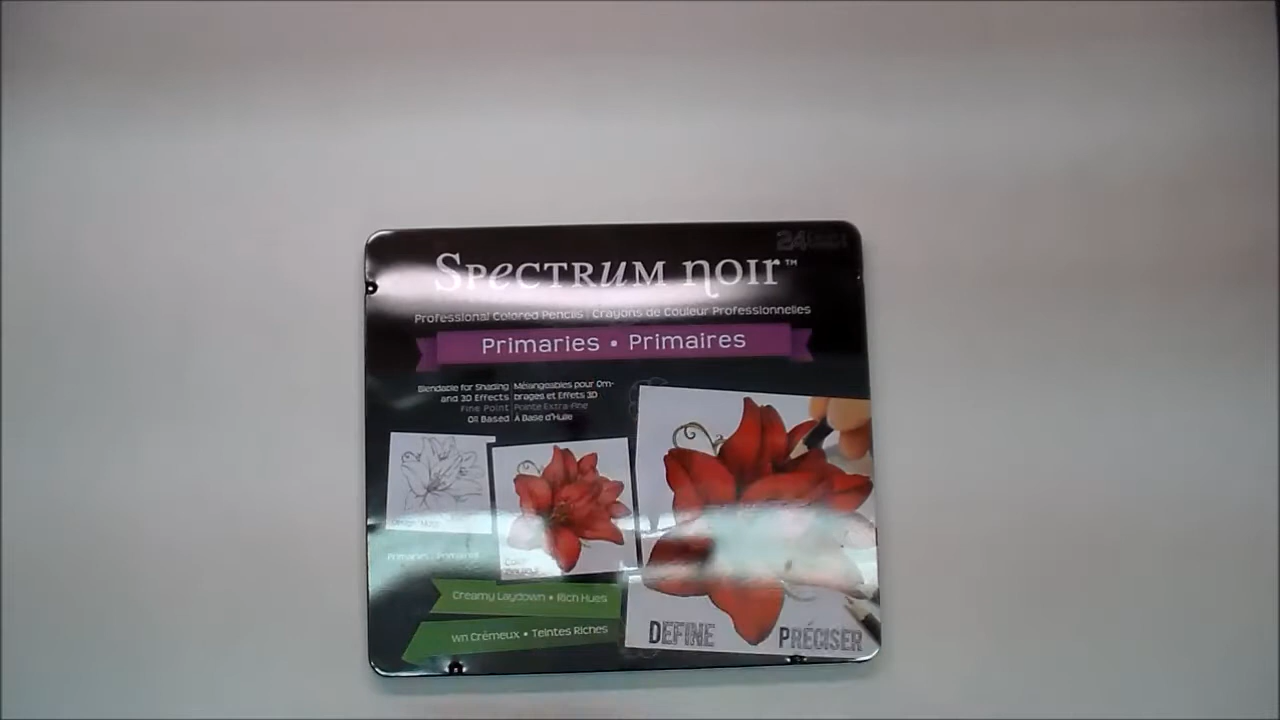 24
SPECTRUM NOIR™
Professional Colored Pencils | Crayons de Couleur Professionnelles
Primaries • Primaires
Blendable for Shading
and 3D Effects
Fine Point
Oil Based
Mélangeables pour Om-
brages et Effets 3D
Pointe Extra-fine
À Base d'Huile
Primaries | Primaires
Creamy Laydown • Rich Hues
wn Crémeux • Teintes Riches
DEFINE
PRÉCISER